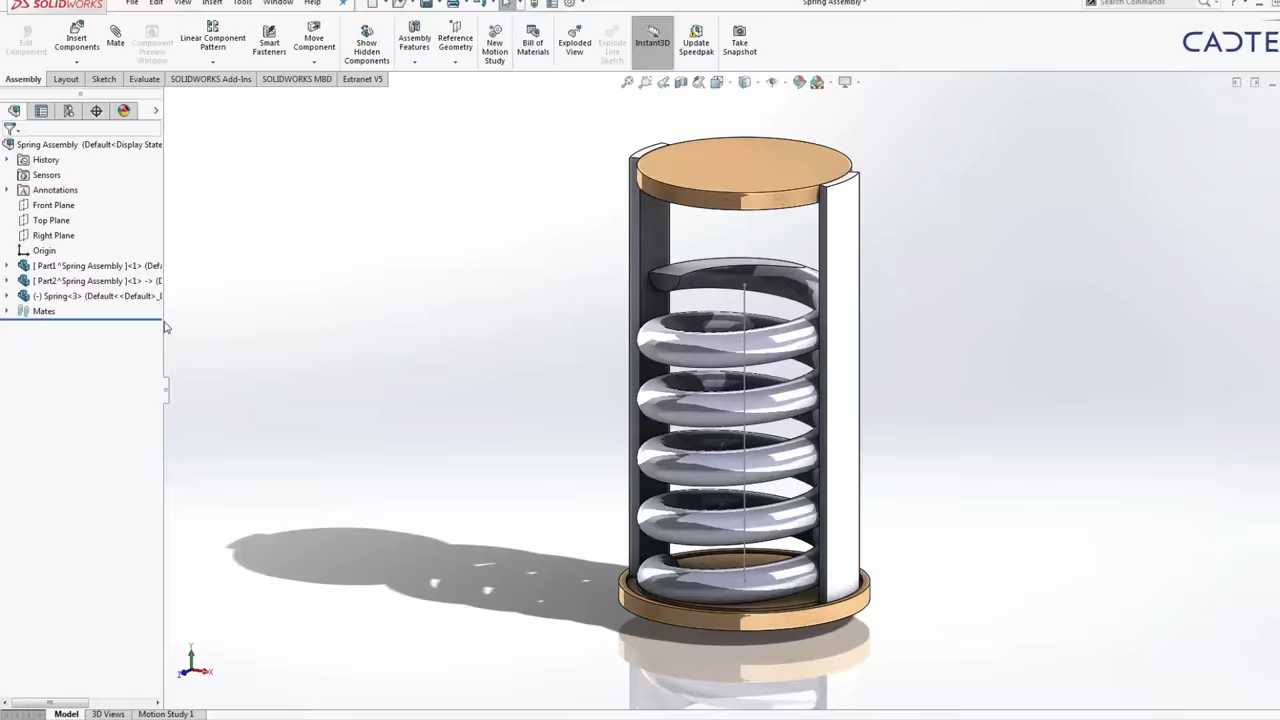 SOLIDWORKS File Edit View Insert Tools Window Help Spring Assembly Search Commands
Edit Component
Insert Components
Mate
Component Preview Window
Linear Component Pattern
Smart Fasteners
Move Component
Show Hidden Components
Assembly Features
Reference Geometry
New Motion Study
Bill of Materials
Exploded View
Explode Line Sketch
Instant3D
Update Speedpak
Take Snapshot
CADTE
Assembly Layout Sketch Evaluate SOLIDWORKS Add-Ins SOLIDWORKS MBD Extranet V5
Spring Assembly (Default<Display State
History
Sensors
Annotations
Front Plane
Top Plane
Right Plane
Origin
[ Part1^Spring Assembly ]<1> (Defa
[ Part2^Spring Assembly ]<1> -> (D
(-) Spring<3> (Default<<Default>_D
Mates
Y
Z X
Model 3D Views Motion Study 1